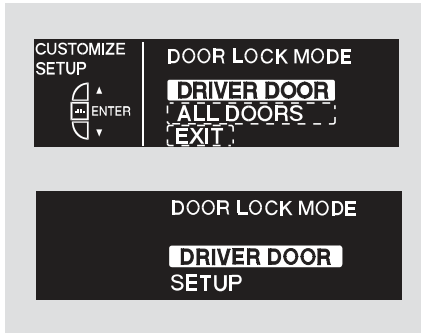 CUSTOMIZE
SETUP
ENTER
DOOR LOCK MODE
DRIVER DOOR
ALL DOORS
EXIT
DOOR LOCK MODE
DRIVER DOOR
SETUP